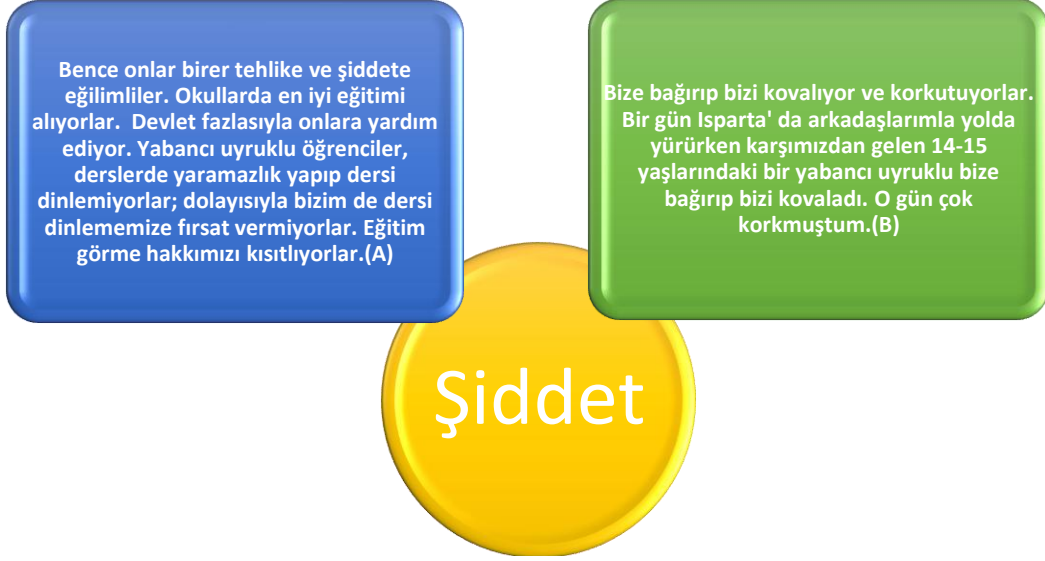 Bence onlar birer tehlike ve şiddete
eğilimliler. Okullarda en iyi eğitimi
alıyorlar.  Devlet fazlasıyla onlara yardım
ediyor. Yabancı uyruklu öğrenciler,
derslerde yaramazlık yapıp dersi
dinlemiyorlar; dolayısıyla bizim de dersi
dinlememize fırsat vermiyorlar. Eğitim
görme hakkımızı kısıtlıyorlar.(A)
Bize bağırıp bizi kovalıyor ve korkutuyorlar.
Bir gün Isparta' da arkadaşlarımla yolda
yürürken karşımızdan gelen 14-15
yaşlarındaki bir yabancı uyruklu bize
bağırıp bizi kovaladı. O gün çok
korkmuştum.(B)
Şiddet